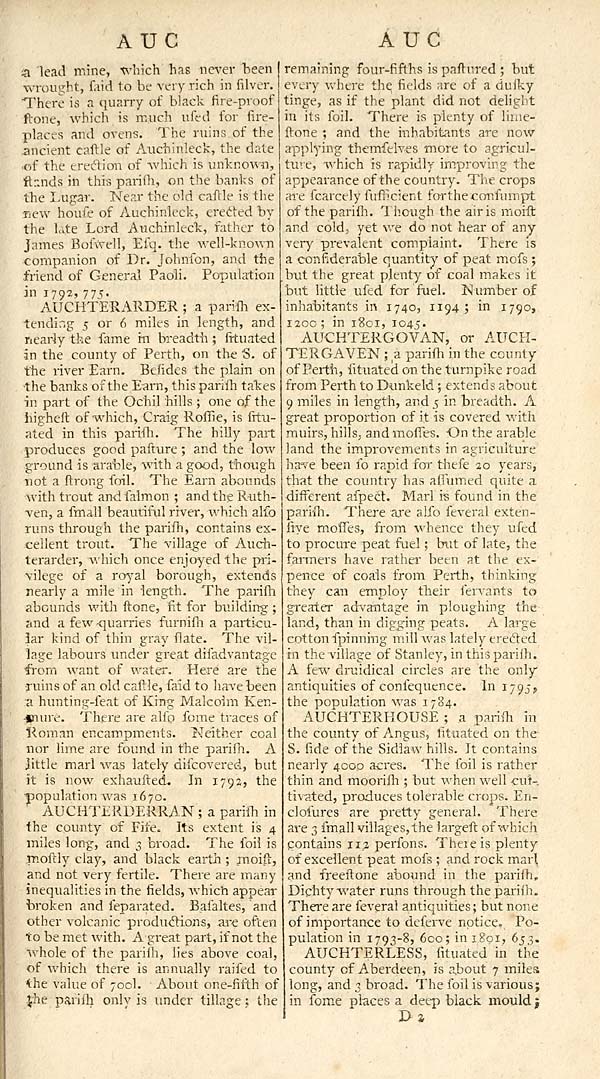 AUC
a lead mine, which has never been
wrought, ſaid to be very rich in ſilver.
There is a quarry of black fire-proof
ſtone, which is much uſed for fire-
places and ovens. The ruins of the
ancient caſtle of Auchinleck, the date
of the erection of which is unknown,
ſtands in this pariſh, on the banks of
the Lugar. Near the old caſtle is the
new houſe of Auchinleck, erected by
the late Lord Auchinleck, father to
James Boſwell, Eſq. the well-known
companion of Dr. Johnſon, and the
friend of General Paoli. Population
in 1792, 775.
AUCHTERARDER; a pariſh ex-
tending 5 or 6 miles in length, and
nearly the ſame in breadth; ſituated
in the county of Perth, on the S. of
the river Earn. Beſides the plain on
the banks of the Earn, this pariſh takes
in part of the Ochil hills; one of the
higheſt of which, Craig Roſſie, is ſitu-
ated in this pariſh. The hilly part
produces good paſture; and the low
ground is arable, with a good, though
not a ſtrong ſoil. The Earn abounds
with trout and ſalmon; and the Ruth-
ven, a ſmall beautiful river, which alſo
runs through the pariſh, contains ex-
cellent trout. The village of Auch-
terarder, which once enjoyed the pri-
vilege of a royal borough, extends
nearly a mile in length. The pariſh
abounds with ſtone, fit for building;
and a few quarries furniſh a particu-
lar kind of thin gray ſlate. The vil-
lage labours under great diſadvantage
from want of water. Here are the
ruins of an old caſtle, ſaid to have been
a hunting-ſeat of King Malcolm Ken-
more. There are alſo ſome traces of
Roman encampments. Neither coal
nor lime are found in the pariſh. A
little marl was lately diſcovered, but
it is now exhauſted. In 1792, the
population was 1670.
AUCHTERDERRAN; a pariſh in
the county of Fife. Its extent is 4
miles long, and 3 broad. The ſoil is
moſtly clay, and black earth; moiſt,
and not very fertile. There are many
inequalities in the fields, which appear
broken and ſeparated. Baſaltes, and
other volcanic productions, are often
to be met with. A great part, if not the
whole of the pariſh, lies above coal,
of which there is annually raiſed to
the value of 700l. About one-fifth of
the pariſh only is under tillage; the
AUC
remaining four-fifths is paſtured; but
every where the fields are of a duſky
tinge, as if the plant did not delight
in its ſoil. There is plenty of lime-
ſtone; and the inhabitants are now
applying themſelves more to agricul-
ture, which is rapidly improving the
appearance of the country. The crops
are ſcarcely ſufficient for the conſumpt
of the pariſh. Though the air is moiſt
and cold, yet we do not hear of any
very prevalent complaint. There is
a conſiderable quantity of peat moſs;
but the great plenty of coal makes it
but little uſed for fuel. Number of
inhabitants in 1740, 1194; in 1790,
1200; in 1801, 1045.
AUCHTERGOVAN, or AUCH-
TERGAVEN; a pariſh in the county
of Perth, ſituated on the turnpike road
from Perth to Dunkeld; extends about
9 miles in length, and 5 in breadth. A
great proportion of it is covered with
muirs, hills, and moſſes. On the arable
land the improvements in agriculture
have been ſo rapid for theſe 20 years,
that the country has aſſumed quite a
different aſpect. Marl is found in the
pariſh. There are alſo ſeveral exten-
ſive moſſes, from whence they uſed
to procure peat fuel; but of late, the
farmers have rather been at the ex-
pence of coals from Perth, thinking
they can employ their ſervants to
greater advantage in ploughing the
land, than in digging peats. A large
cotton ſpinning mill was lately erected
in the village of Stanley, in this pariſh.
A few druidical circles are the only
antiquities of conſequence. In 1795,
the population was 1784.
AUCHTERHOUSE; a pariſh in
the county of Angus, ſituated on the
S. ſide of the Sidlaw hills. It contains
nearly 4000 acres. The ſoil is rather
thin and mooriſh; but when well cul-
tivated, produces tolerable crops. En-
cloſures are pretty general. There
are 3 ſmall villages, the largeſt of which
contains 112 perſons. There is plenty
of excellent peat moſs; and rock marl
and freeſtone abound in the pariſh.
Dighty water runs through the pariſh.
There are ſeveral antiquities; but none
of importance to deſerve notice. Po-
pulation in 1793-8, 600; in 1801, 653.
AUCHTERLESS, ſituated in the
county of Aberdeen, is about 7 miles
long, and 3 broad. The ſoil is various;
in ſome places a deep black mould;
D 2